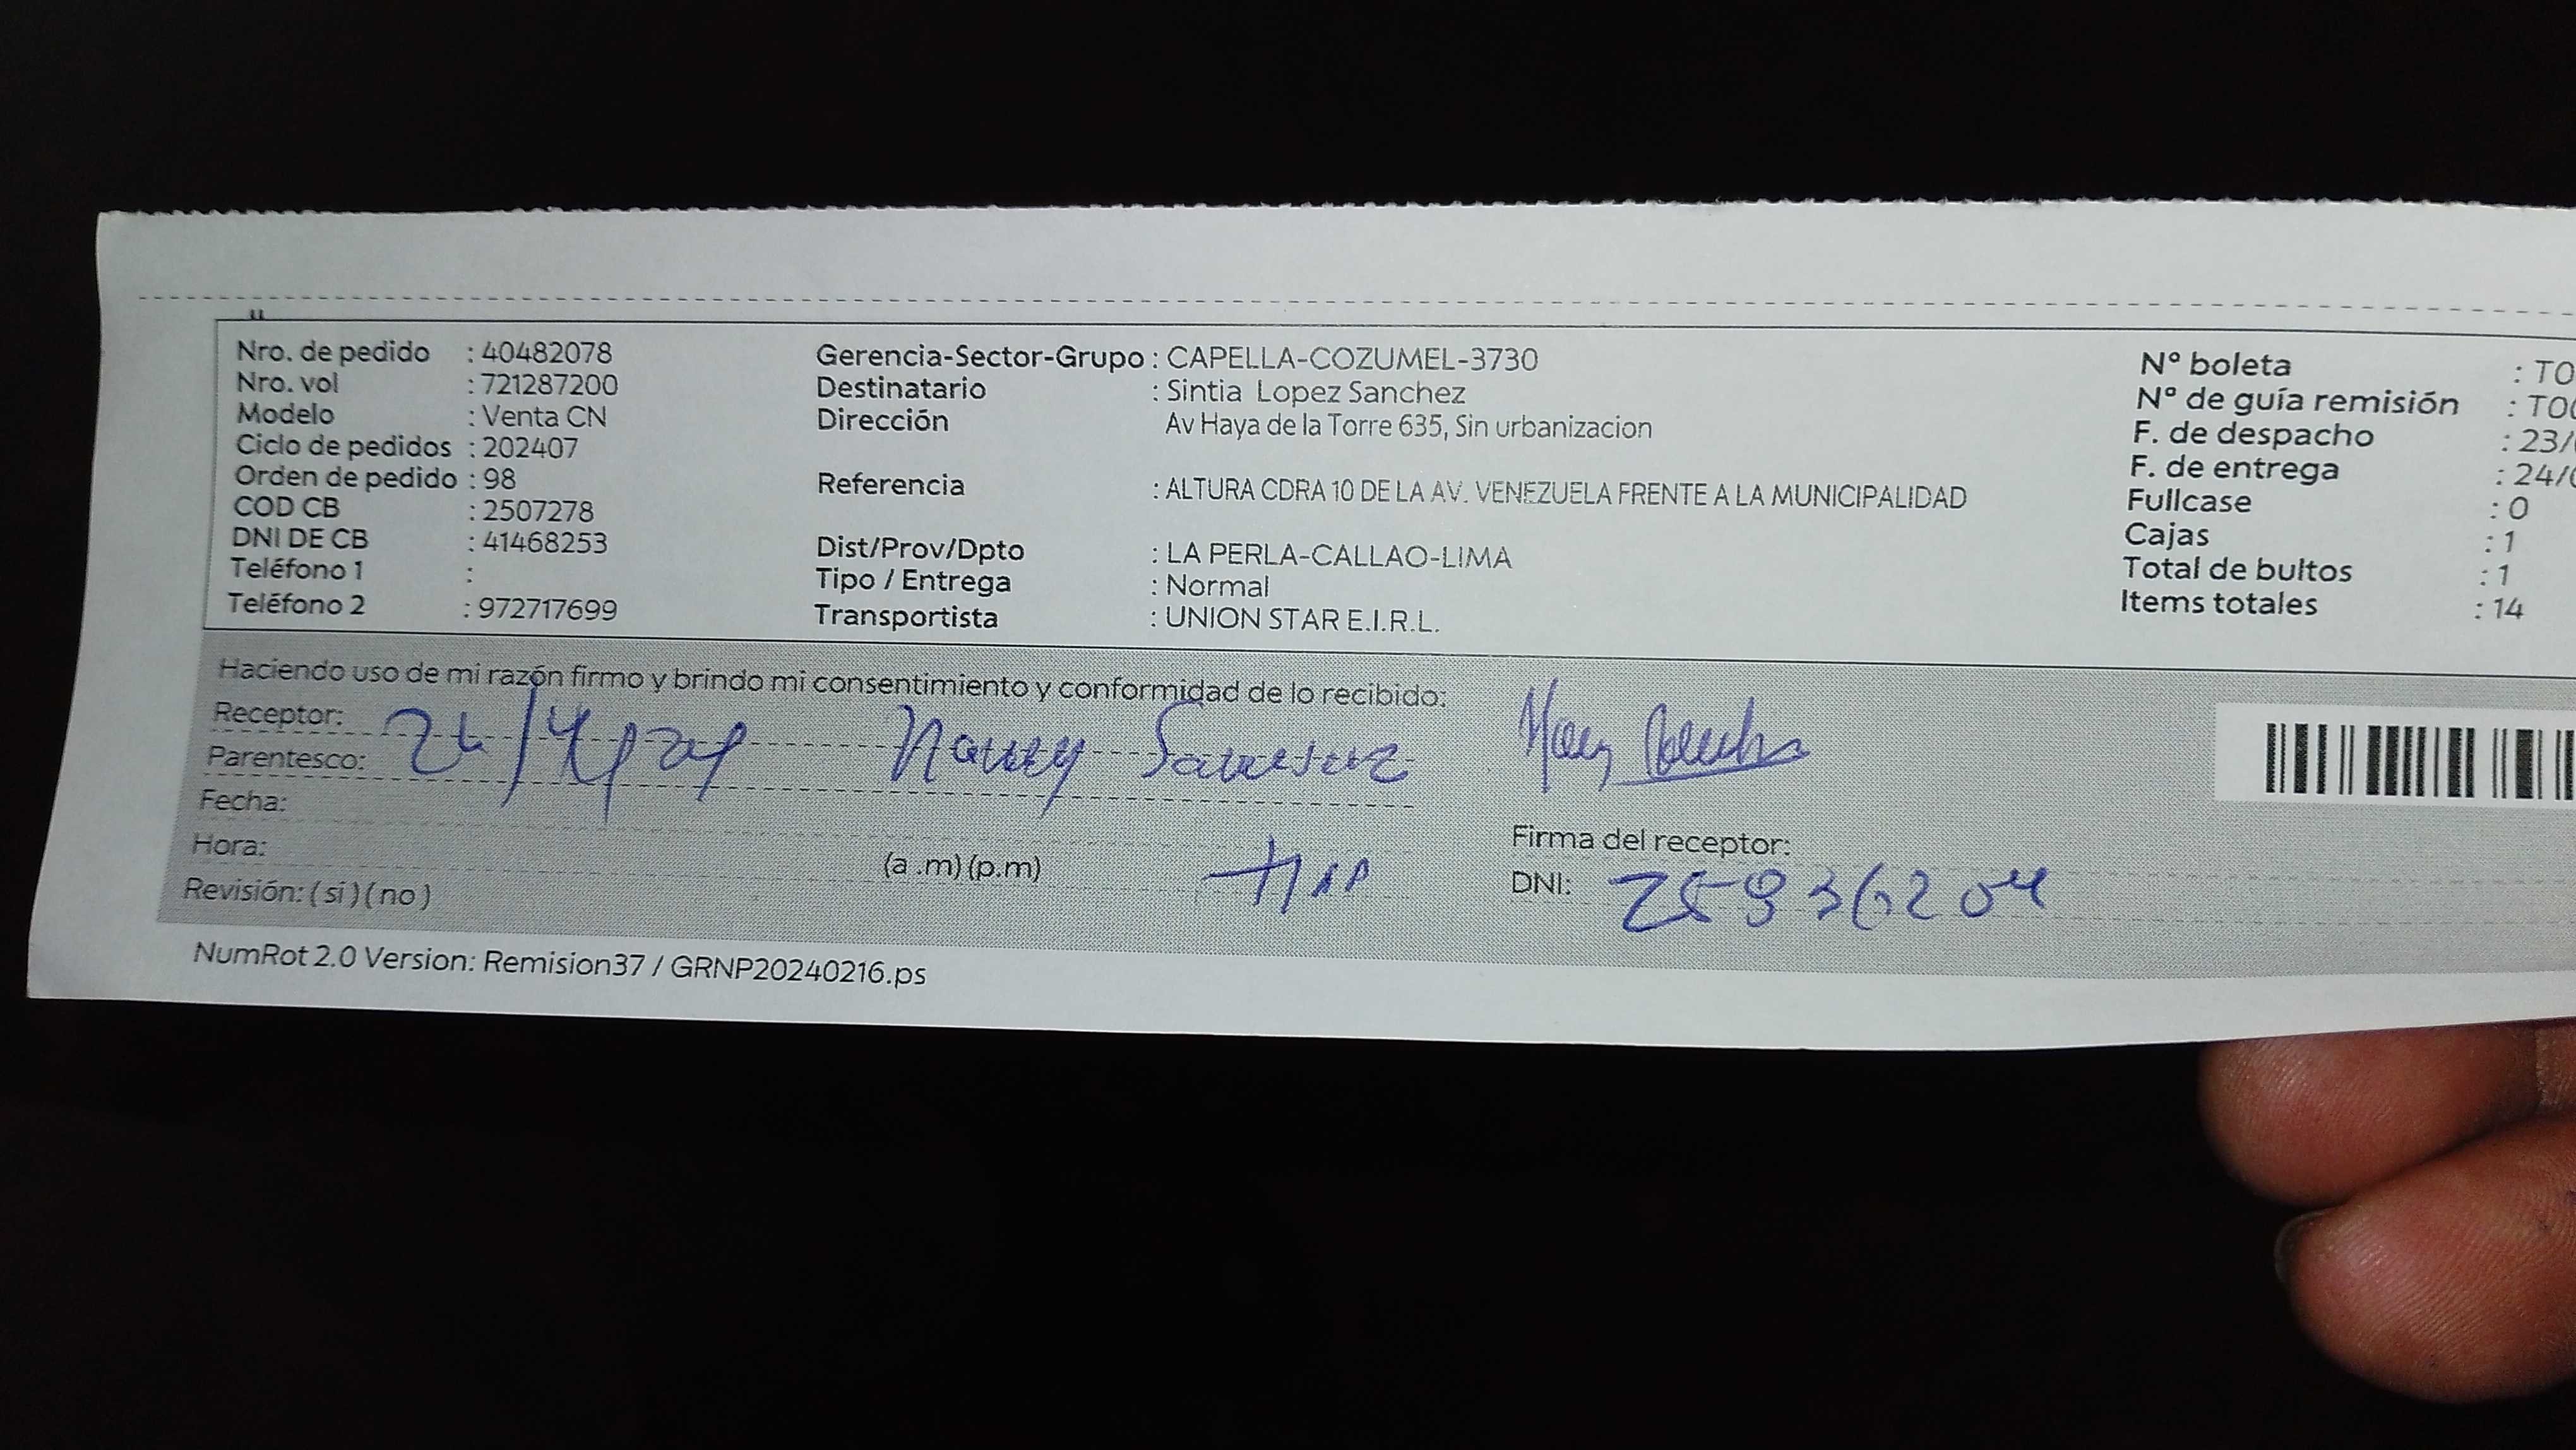 Nro. de pedido : 40482078
Nro. vol : 721287200
Modelo : Venta CN
Ciclo de pedidos : 202407
Orden de pedido : 98
COD CB : 2507278
DNI DE CB : 41468253
Teléfono 1 :
Teléfono 2 : 972717699
Gerencia-Sector-Grupo : CAPELLA-COZUMEL-3730
Destinatario : Sintia Lopez Sanchez
Dirección Av Haya de la Torre 635, Sin urbanizacion
Referencia : ALTURA CDRA 10 DE LA AV. VENEZUELA FRENTE A LA MUNICIPALIDAD
Dist/Prov/Dpto : LA PERLA-CALLAO-LIMA
Tipo / Entrega : Normal
Transportista : UNION STAR E.I.R.L.
N° boleta : TO
N° de guía remisión : TO0
F. de despacho : 23/
F. de entrega : 24/
Fullcase : 0
Cajas : 1
Total de bultos : 1
Items totales : 14
Haciendo uso de mi razón firmo y brindo mi consentimiento y conformidad de lo recibido:
Receptor:
Parentesco:
Fecha:
Hora: (a .m) (p.m)
Revisión: ( si ) ( no )
Firma del receptor:
DNI:
NumRot 2.0 Version: Remision37 / GRNP20240216.ps